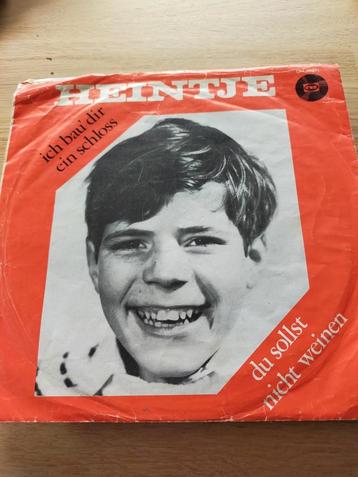 HEINTJE
ich bau' dir
ein schloss
du sollst
nicht weinen